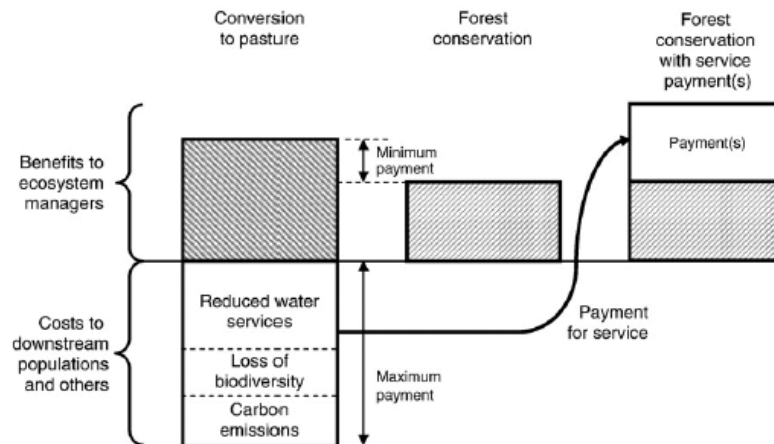 Conversion
to pasture
Forest
conservation
Forest
conservation
with service
payment(s)
Benefits to
ecosystem
managers
Minimum
payment
Payment(s)
Costs to
downstream
populations
and others
Reduced water
services
Loss of
biodiversity
Carbon
emissions
Maximum
payment
Payment
for service